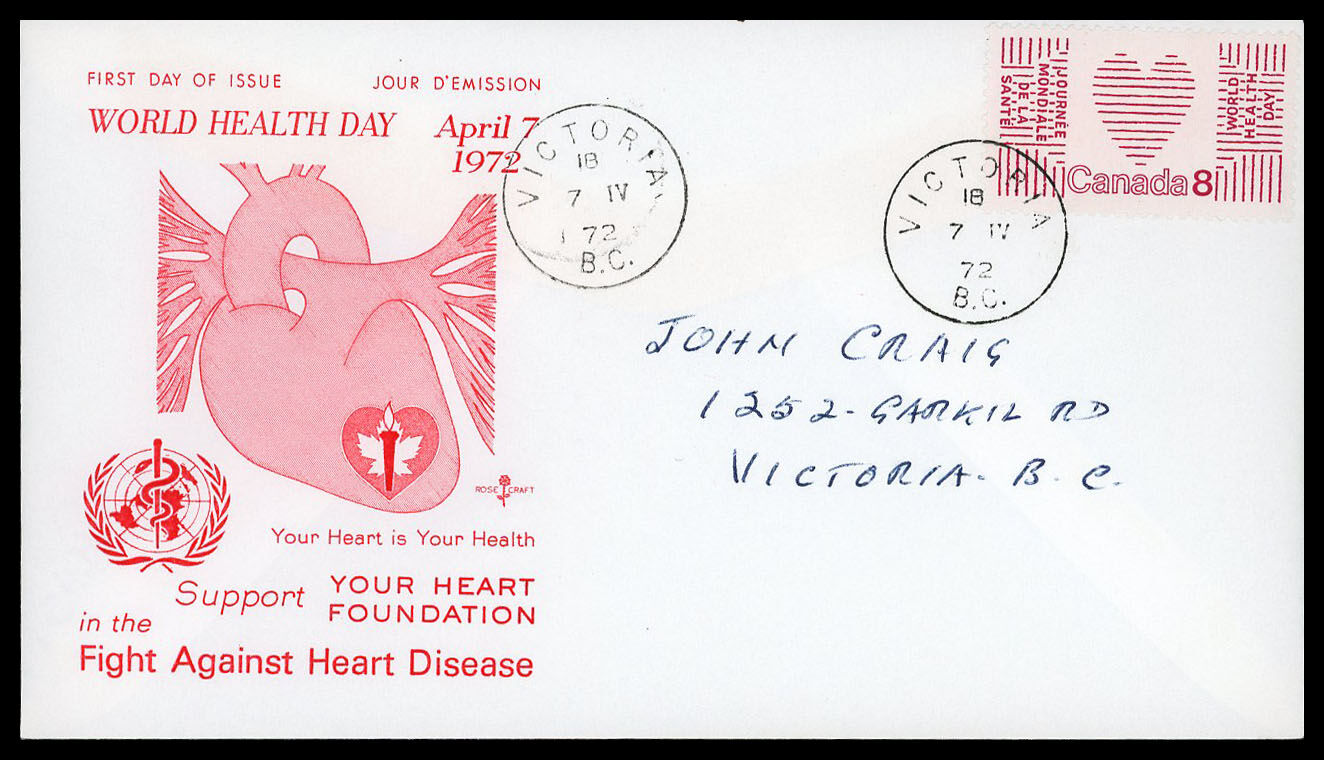 FIRST DAY OF ISSUE JOUR D'EMISSION
WORLD HEALTH DAY April 7
1972
VICTORIA
18
7 IV
72
B.C.
VICTORIA
18
7 IV
72
B.C.
JOURNÉE
MONDIALE
DE LA
SANTÉ
WORLD
HEALTH
DAY
Canada 8
JOHN CRAIG
1252 - GARKIL RD
VICTORIA - B. C.
ROSE CRAFT
Your Heart is Your Health
Support YOUR HEART
FOUNDATION
in the
Fight Against Heart Disease